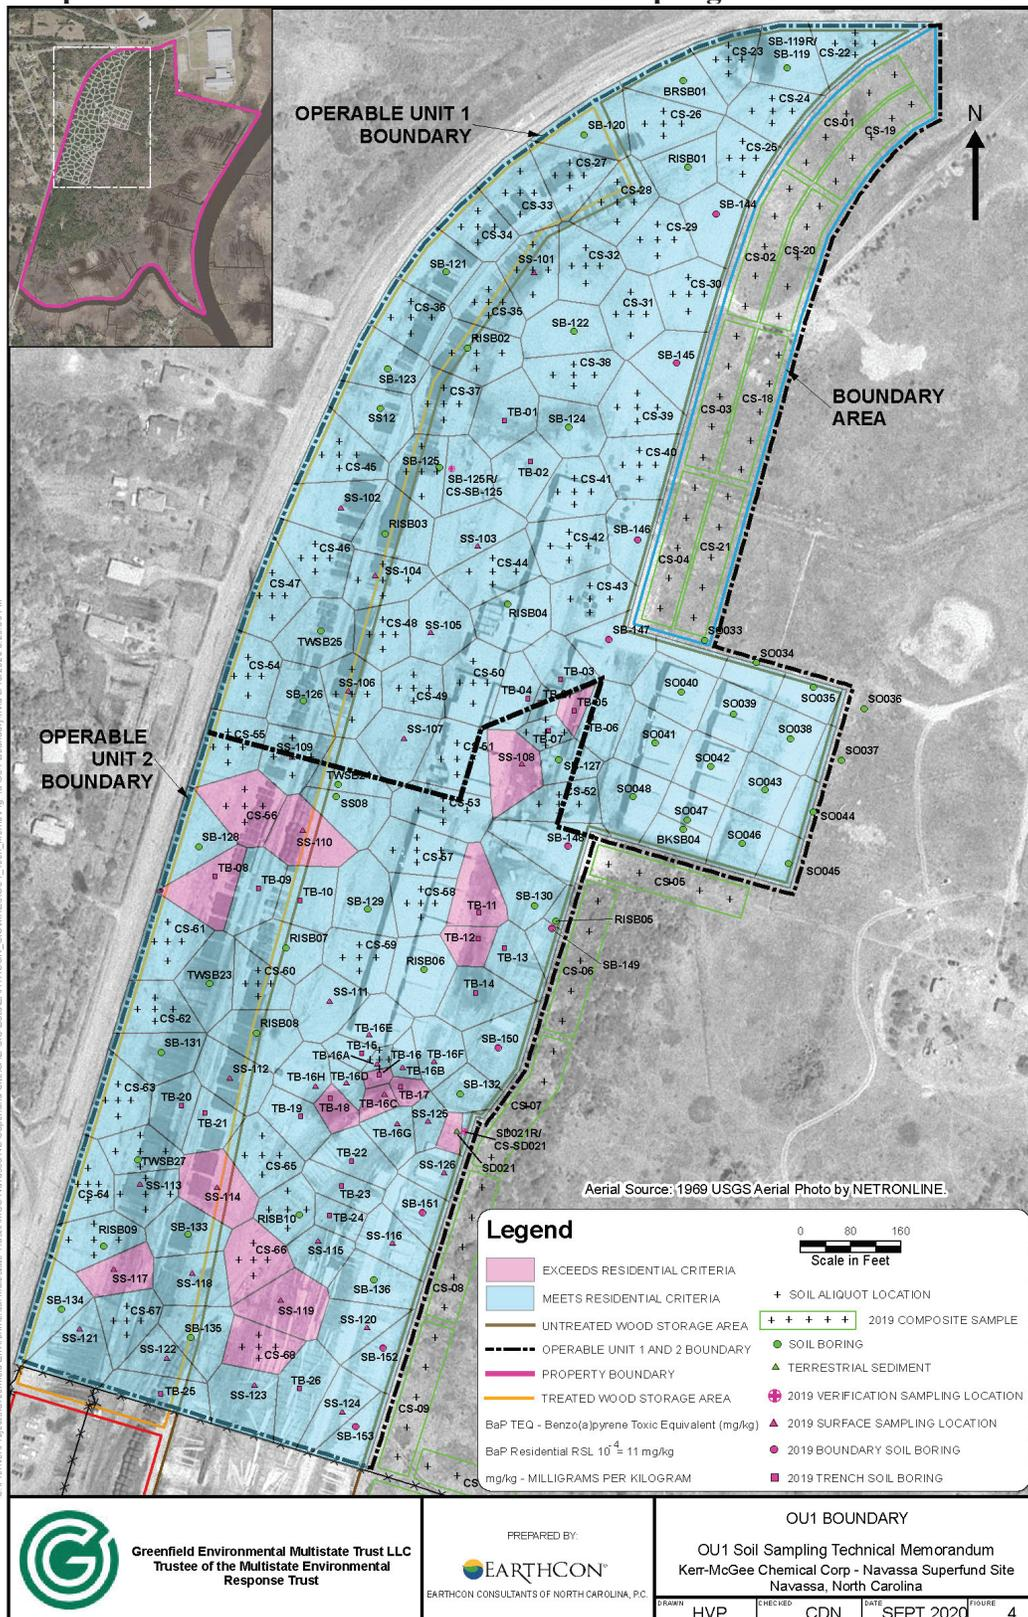 OPERABLE UNIT 1
BOUNDARY
N
BOUNDARY
AREA
OPERABLE
UNIT 2
BOUNDARY
SB-119R/
SB-119
CS-22
CS-23
BRSB01
CS-24
CS-26
CS-01
CS-19
SB-120
CS-25
CS-27
RISB01
CS-28
CS-33
SB-144
CS-34
CS-29
CS-02
CS-20
SS-101
CS-32
SB-121
CS-30
CS-36
CS-35
CS-31
SB-122
RISB02
SB-145
CS-38
SB-123
CS-37
CS-18
CS-03
SS12
TB-01
SB-124
CS-39
CS-40
SB-125
CS-45
TB-02
SB-125R/
CS-SB-125
CS-41
SS-102
RISB03
SB-146
CS-42
SS-103
CS-46
CS-21
CS-04
CS-44
SS-104
CS-47
CS-43
RISB04
CS-48
SS-105
SB-147
SO033
TWSB25
SO034
CS-54
CS-50
TB-03
SS-106
SO040
SB-126
CS-49
TB-04
TB-05
SO035
SO036
SO039
SS-107
TB-06
CS-55
TB-07
SO041
SO038
SS-109
CS-51
SO037
SS-108
SO042
SO043
CS-52
SO048
SS08
CS-53
SO047
SO044
CS-56
SS-110
SB-148
BKSB04
SO046
SB-128
CS-57
SO045
TB-08
TB-09
TB-10
CS-58
CS-05
SB-129
TB-11
SB-130
RISB05
CS-61
RISB07
CS-59
TB-12
TB-13
RISB06
SB-149
TWSB23
CS-60
CS-06
TB-14
SS-111
CS-62
RISB08
TB-16E
SB-131
TB-15
SB-150
TB-16A
TB-16
TB-16F
TB-16B
SS-112
TB-16H
TB-16D
CS-63
TB-17
SB-132
TB-20
TB-18
TB-16C
CS-07
TB-21
TB-19
SS-125
TB-16G
SD021R/
CS-SD021
TWSB27
TB-22
CS-65
SS-126
SD021
SS-113
CS-64
SS-114
TB-23
SB-151
RISB10
TB-24
RISB09
SB-133
SS-116
CS-66
SS-115
SS-117
SS-118
SB-136
CS-08
SB-134
SS-119
CS-67
SS-121
SB-135
SS-120
SS-122
CS-68
SB-152
TB-25
SS-123
TB-26
SS-124
CS-09
SB-153
CS
Aerial Source: 1969 USGS Aerial Photo by NETRONLINE.
Legend
0 80 160
Scale in Feet
EXCEEDS RESIDENTIAL CRITERIA
MEETS RESIDENTIAL CRITERIA
UNTREATED WOOD STORAGE AREA
OPERABLE UNIT 1 AND 2 BOUNDARY
PROPERTY BOUNDARY
TREATED WOOD STORAGE AREA
BaP TEQ - Benzo(a)pyrene Toxic Equivalent (mg/kg)
BaP Residential RSL 10⁻⁴ = 11 mg/kg
mg/kg - MILLIGRAMS PER KILOGRAM
SOIL ALIQUOT LOCATION
2019 COMPOSITE SAMPLE
SOIL BORING
TERRESTRIAL SEDIMENT
2019 VERIFICATION SAMPLING LOCATION
2019 SURFACE SAMPLING LOCATION
2019 BOUNDARY SOIL BORING
2019 TRENCH SOIL BORING
Greenfield Environmental Multistate Trust LLC
Trustee of the Multistate Environmental
Response Trust
PREPARED BY:
EARTHCON
EARTHCON CONSULTANTS OF NORTH CAROLINA, P.C.
OU1 BOUNDARY
OU1 Soil Sampling Technical Memorandum
Kerr-McGee Chemical Corp - Navassa Superfund Site
Navassa, North Carolina
DRAWN HVP
CHECKED CDN
DATE SEPT 2020
FIGURE 4